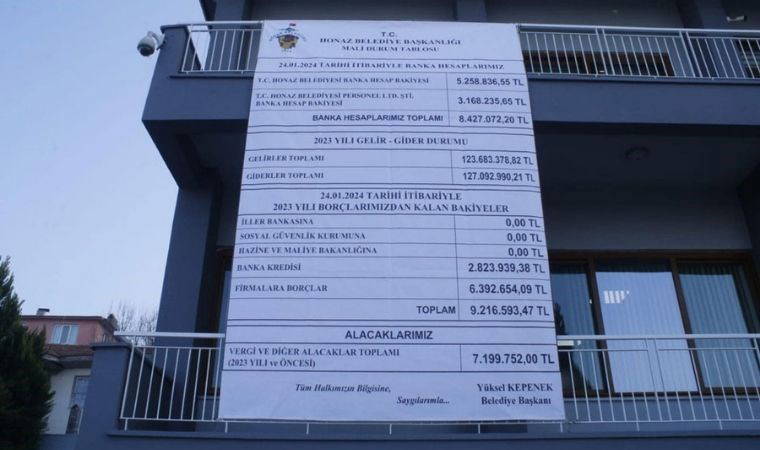 T.C.
HONAZ BELEDİYE BAŞKANLIĞI
MALİ DURUM TABLOSU
24.01.2024 TARİHİ İTİBARİYLE BANKA HESAPLARIMIZ
T.C. HONAZ BELEDİYESİ BANKA HESAP BAKİYESİ 5.258.836,55 TL
T.C. HONAZ BELEDİYESİ PERSONEL LTD. ŞTİ.
BANKA HESAP BAKİYESİ 3.168.235,65 TL
BANKA HESAPLARIMIZ TOPLAMI 8.427.072,20 TL
2023 YILI GELİR - GİDER DURUMU
GELİRLER TOPLAMI 123.683.378,82 TL
GİDERLER TOPLAMI 127.092.990,21 TL
24.01.2024 TARİHİ İTİBARİYLE
2023 YILI BORÇLARIMIZDAN KALAN BAKİYELER
İLLER BANKASINA 0,00 TL
SOSYAL GÜVENLİK KURUMUNA 0,00 TL
HAZİNE VE MALİYE BAKANLIĞINA 0,00 TL
BANKA KREDİSİ 2.823.939,38 TL
FİRMALARA BORÇLAR 6.392.654,09 TL
TOPLAM 9.216.593,47 TL
ALACAKLARIMIZ
VERGİ VE DİĞER ALACAKLAR TOPLAMI
(2023 YILI ve ÖNCESİ) 7.199.752,00 TL
Tüm Halkımızın Bilgisine,
Saygılarımla...
Yüksel KEPENEK
Belediye Başkanı